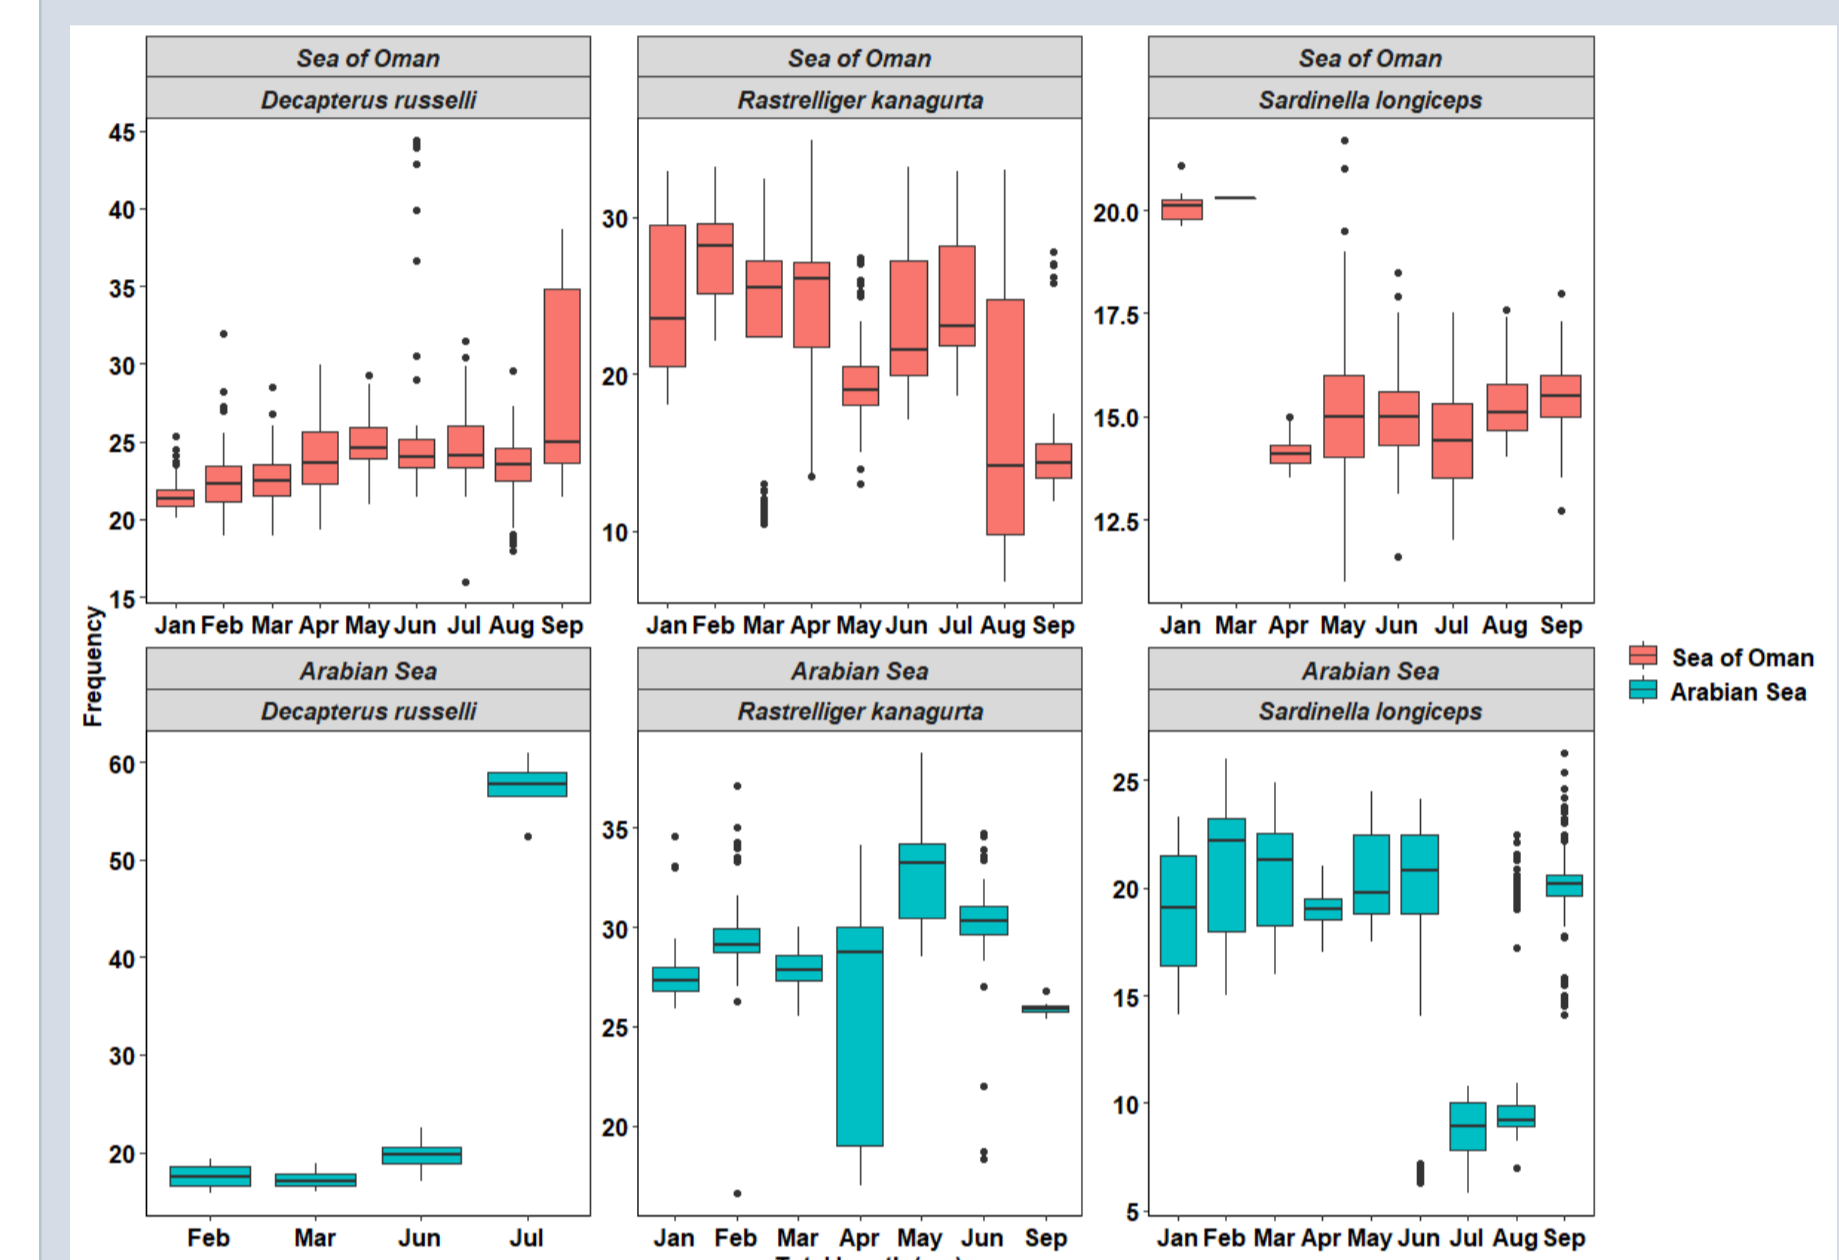 Sea of Oman
Decapterus russelli
Sea of Oman
Rastrelliger kanagurta
Sea of Oman
Sardinella longiceps
45
40
35
30
25
20
15
30
20
10
20.0
17.5
15.0
12.5
Jan Feb Mar Apr May Jun Jul Aug Sep
Jan Feb Mar Apr May Jun Jul Aug Sep
Jan Mar Apr May Jun Jul Aug Sep
Frequency
Arabian Sea
Decapterus russelli
Arabian Sea
Rastrelliger kanagurta
Arabian Sea
Sardinella longiceps
60
50
40
30
20
35
30
25
20
25
20
15
10
5
Feb Mar Jun Jul
Jan Feb Mar Apr May Jun Sep
Jan Feb Mar Apr May Jun Jul Aug Sep
Sea of Oman
Arabian Sea